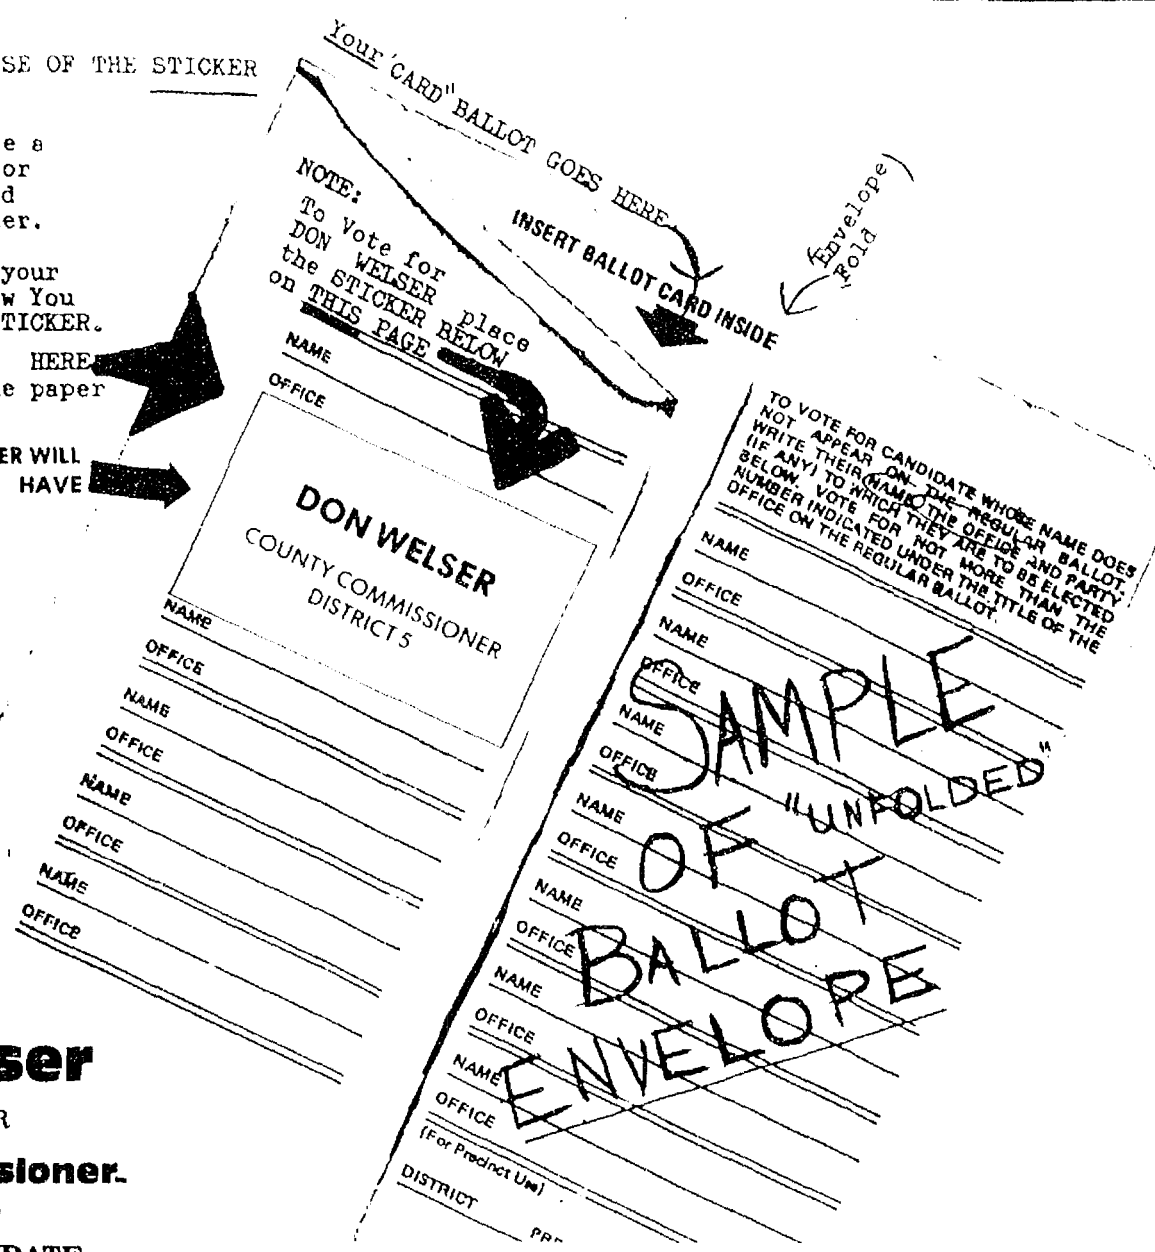 SE OF THE STICKER
e a
or
d
er.
your
w You
TICKER.
HERE
e paper
ER WILL
HAVE
ser
R
sioner.
DATE
Your "CARD" BALLOT GOES HERE
INSERT BALLOT CARD INSIDE
Envelope
Fold
NOTE:
To Vote for
DON WELSER place
the STICKER BELOW
on THIS PAGE
NAME
OFFICE
DON WELSER
COUNTY COMMISSIONER
DISTRICT 5
NAME
OFFICE
NAME
OFFICE
NAME
OFFICE
NAME
OFFICE
TO VOTE FOR CANDIDATE WHOSE NAME DOES
NOT APPEAR ON THE REGULAR BALLOT,
WRITE THEIR NAME, THE OFFICE AND PARTY
(IF ANY) TO WHICH THEY ARE TO BE ELECTED
BELOW. VOTE FOR NOT MORE THAN THE
NUMBER INDICATED UNDER THE TITLE OF THE
OFFICE ON THE REGULAR BALLOT.
NAME
OFFICE
NAME
OFFICE
NAME
OFFICE
NAME
OFFICE
NAME
OFFICE
NAME
OFFICE
NAME
OFFICE
SAMPLE
OF "UNFOLDED"
BALLOT
ENVELOPE
(For Precinct Use)
DISTRICT